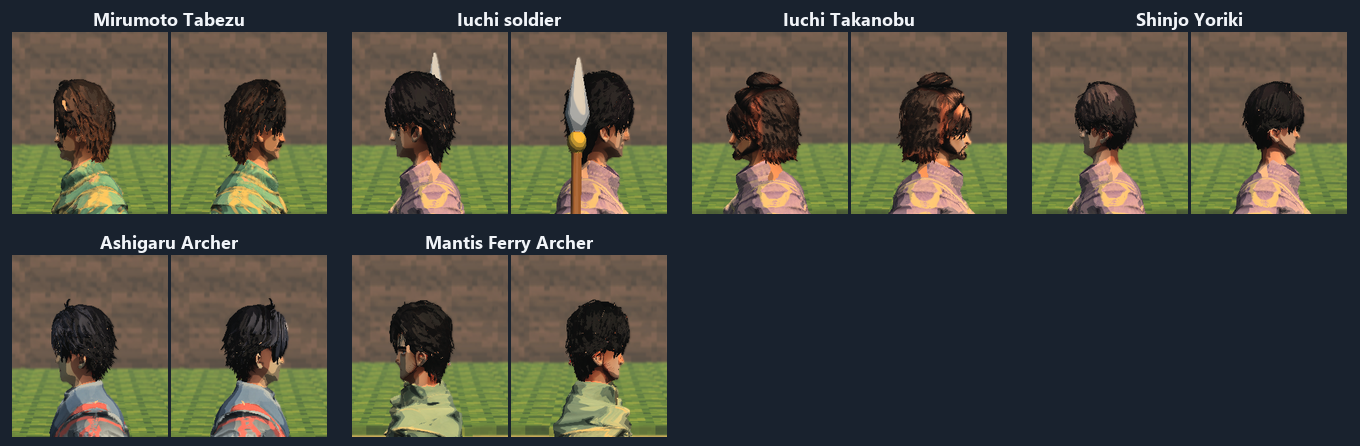 Mirumoto Tabezu
Iuchi soldier
Iuchi Takanobu
Shinjo Yoriki
Ashigaru Archer
Mantis Ferry Archer